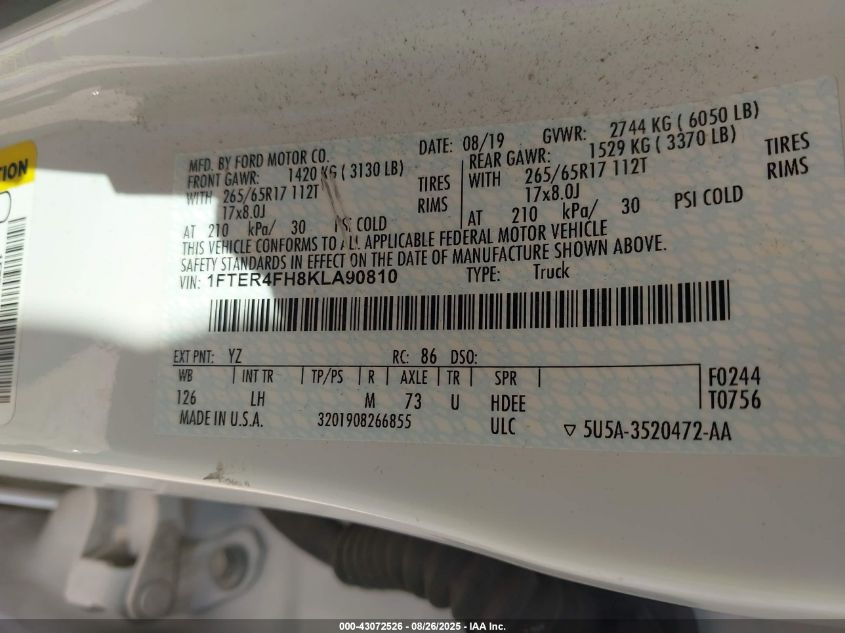 TION
MFD. BY FORD MOTOR CO.
DATE: 08/19 GVWR: 2744 KG ( 6050 LB)
FRONT GAWR: 1420 KG ( 3130 LB)
REAR GAWR: 1529 KG ( 3370 LB)
WITH 265/65R17 112T TIRES
WITH 265/65R17 112T TIRES
17x8.0J RIMS
17x8.0J RIMS
AT 210 kPa/ 30 PSI COLD
AT 210 kPa/ 30 PSI COLD
THIS VEHICLE CONFORMS TO ALL APPLICABLE FEDERAL MOTOR VEHICLE
SAFETY STANDARDS IN EFFECT ON THE DATE OF MANUFACTURE SHOWN ABOVE.
VIN: 1FTER4FH8KLA90810 TYPE: Truck
EXT PNT: YZ RC: 86 DSO:
WB INT TR TP/PS R AXLE TR SPR
126 LH M 73 U HDEE
F0244
T0756
MADE IN U.S.A. 3201908266855 ULC ▽ 5U5A-3520472-AA
000-43072526 - 08/26/2025 - IAA Inc.